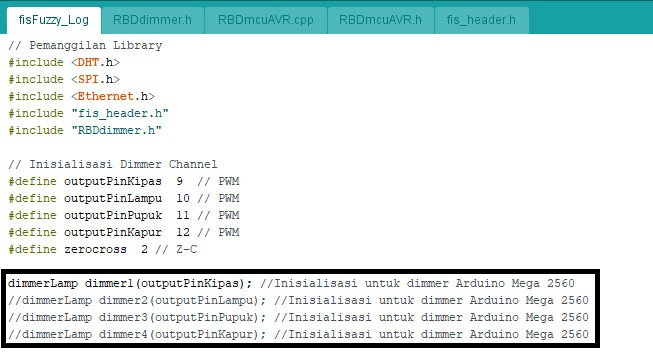 fisFuzzy_Log RBDdimmer.h RBDmcuAVR.cpp RBDmcuAVR.h fis_header.h
// Pemanggilan Library
#include <DHT.h>
#include <SPI.h>
#include <Ethernet.h>
#include "fis_header.h"
#include "RBDdimmer.h"
// Inisialisasi Dimmer Channel
#define outputPinKipas 9 // PWM
#define outputPinLampu 10 // PWM
#define outputPinPupuk 11 // PWM
#define outputPinKapur 12 // PWM
#define zerocross 2 // Z-C
dimmerLamp dimmer1(outputPinKipas); //Inisialisasi untuk dimmer Arduino Mega 2560
//dimmerLamp dimmer2(outputPinLampu); //Inisialisasi untuk dimmer Arduino Mega 2560
//dimmerLamp dimmer3(outputPinPupuk); //Inisialisasi untuk dimmer Arduino Mega 2560
//dimmerLamp dimmer4(outputPinKapur); //Inisialisasi untuk dimmer Arduino Mega 2560